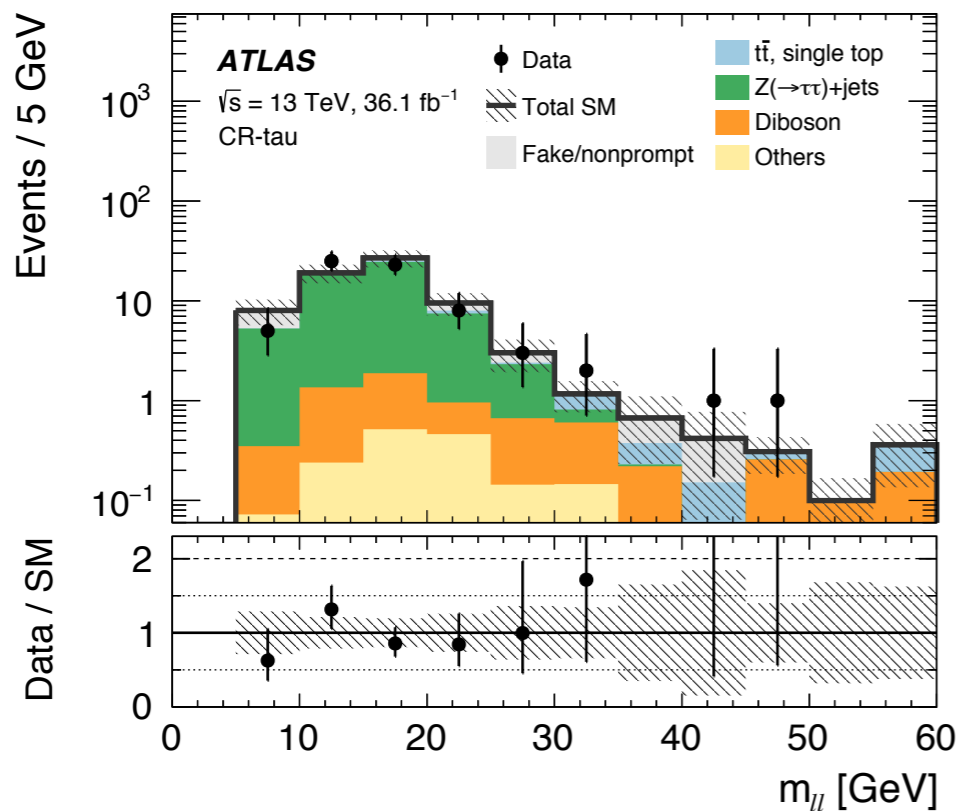 Events / 5 GeV
10³
10²
10
1
10⁻¹
ATLAS
√s = 13 TeV, 36.1 fb⁻¹
CR-tau
Data
Total SM
Fake/nonprompt
tt̄, single top
Z(→ττ)+jets
Diboson
Others
Data / SM
2
1
0
0 10 20 30 40 50 60
m_ll [GeV]